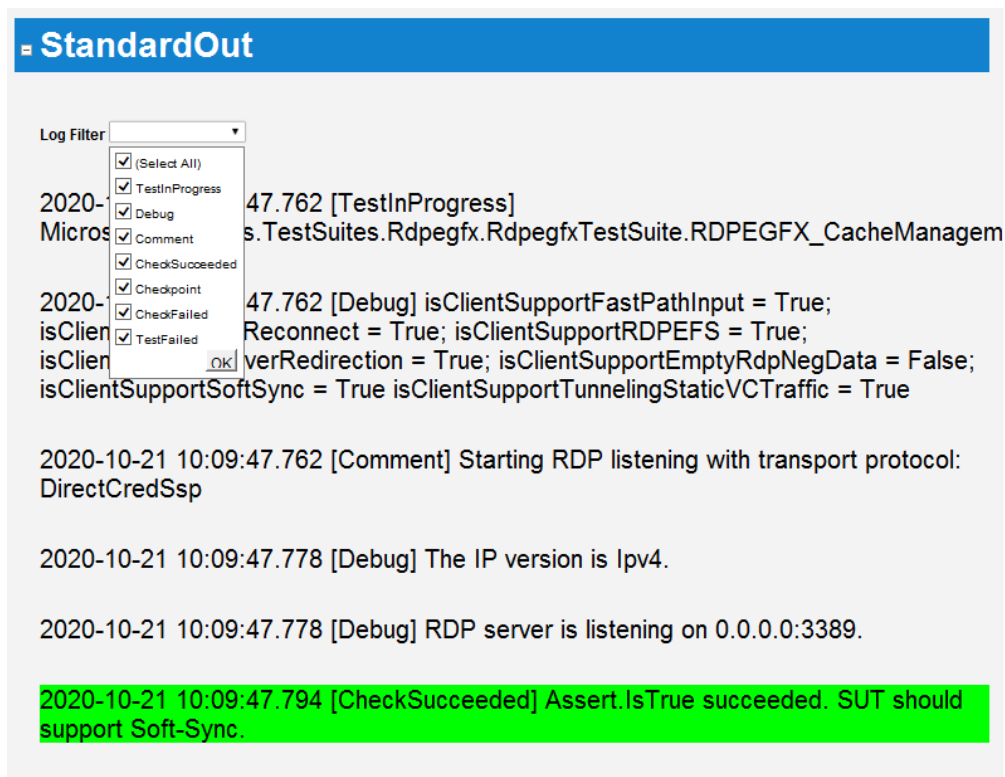 StandardOut
Log Filter
(Select All)
TestInProgress
Debug
Comment
CheckSucceeded
Checkpoint
CheckFailed
TestFailed
OK
2020- 47.762 [TestInProgress]
Micros s.TestSuites.Rdpegfx.RdpegfxTestSuite.RDPEGFX_CacheManagem
2020- 47.762 [Debug] isClientSupportFastPathInput = True;
isClien Reconnect = True; isClientSupportRDPEFS = True;
isClien verRedirection = True; isClientSupportEmptyRdpNegData = False;
isClientSupportSoftSync = True isClientSupportTunnelingStaticVCTraffic = True
2020-10-21 10:09:47.762 [Comment] Starting RDP listening with transport protocol:
DirectCredSsp
2020-10-21 10:09:47.778 [Debug] The IP version is Ipv4.
2020-10-21 10:09:47.778 [Debug] RDP server is listening on 0.0.0.0:3389.
2020-10-21 10:09:47.794 [CheckSucceeded] Assert.IsTrue succeeded. SUT should
support Soft-Sync.